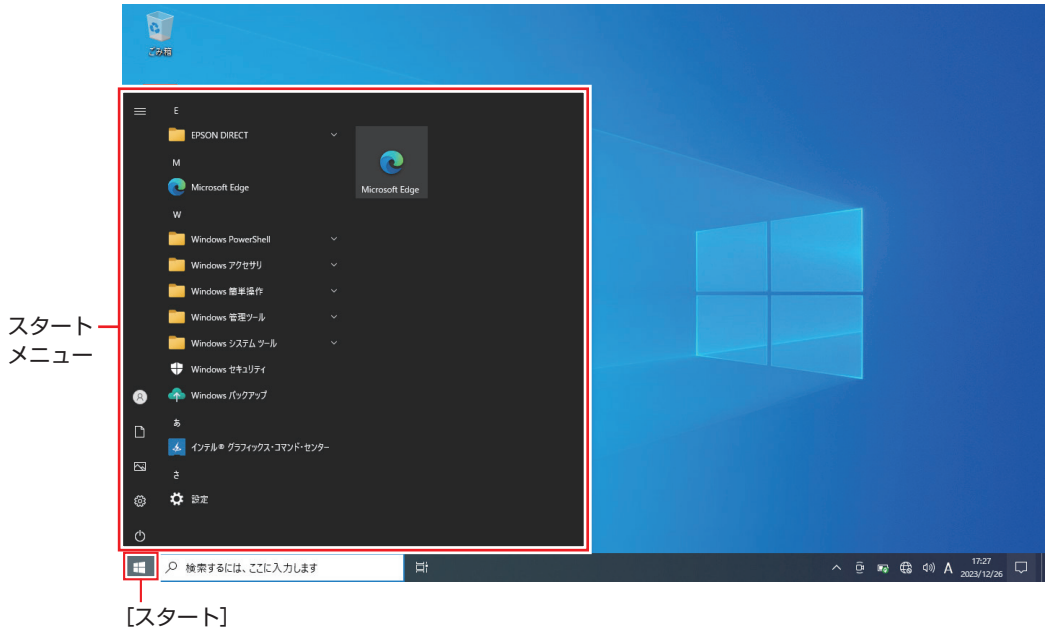 ごみ箱
E
EPSON DIRECT
M
Microsoft Edge
Microsoft Edge
W
Windows PowerShell
Windows アクセサリ
Windows 簡単操作
Windows 管理ツール
Windows システム ツール
Windows セキュリティ
Windows バックアップ
あ
インテル® グラフィックス・コマンド・センター
さ
設定
スタート
メニュー
検索するには、ここに入力します
A
17:27
2023/12/26
[スタート]